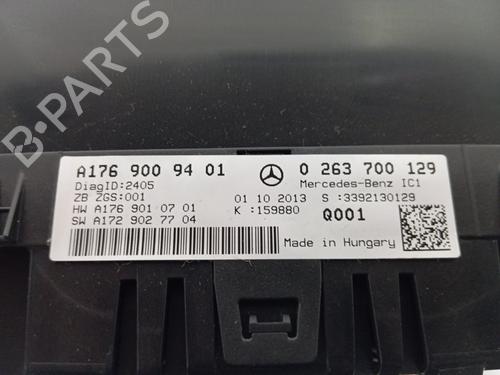 A176 900 94 01
0 263 700 129
DiagID:2405
Mercedes-Benz IC1
ZB ZGS:001
01 10 2013
S :3392130129
HW A176 901 07 01
K :159880
Q001
SW A172 902 77 04
Made in Hungary
B-PARTS